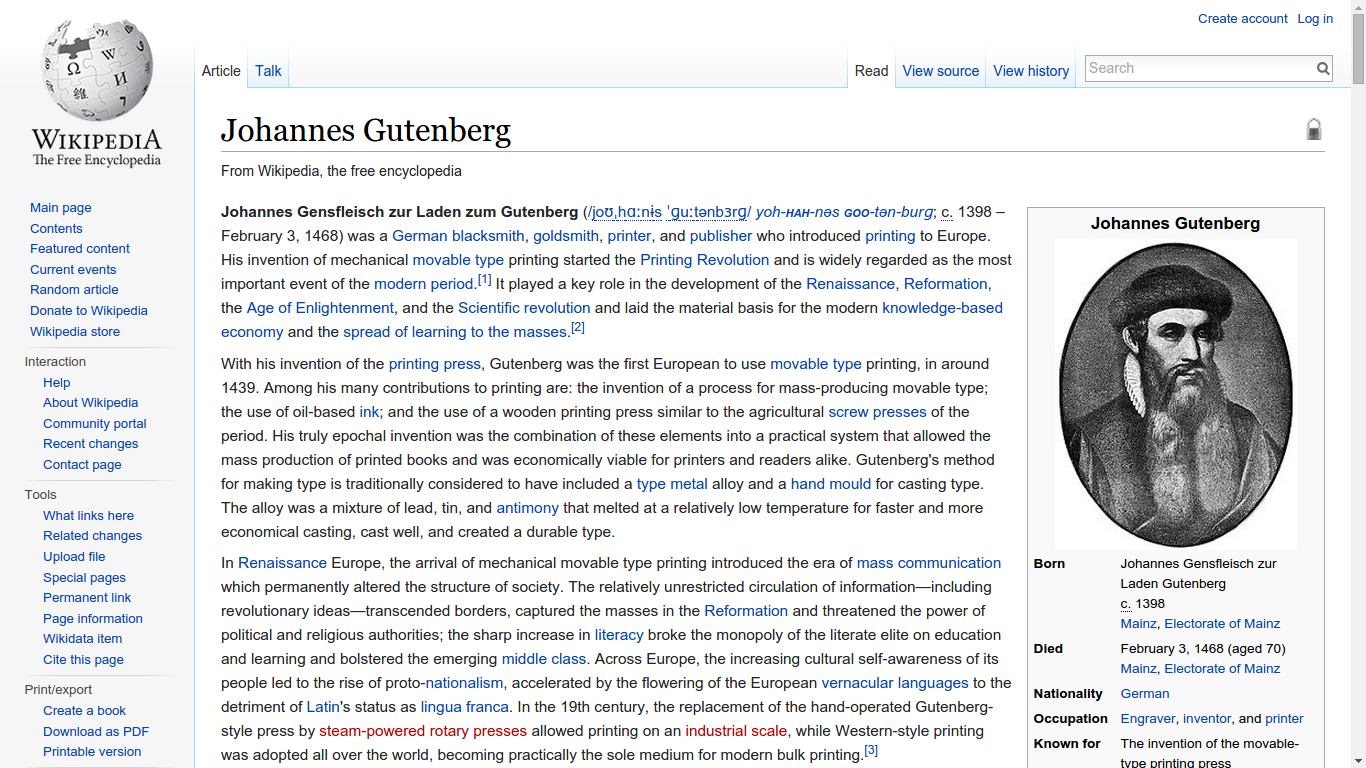 Create account Log in
WIKIPEDIA
The Free Encyclopedia
Article Talk
Read View source View history
Search
Main page
Contents
Featured content
Current events
Random article
Donate to Wikipedia
Wikipedia store
Interaction
Help
About Wikipedia
Community portal
Recent changes
Contact page
Tools
What links here
Related changes
Upload file
Special pages
Permanent link
Page information
Wikidata item
Cite this page
Print/export
Create a book
Download as PDF
Printable version
Johannes Gutenberg
From Wikipedia, the free encyclopedia
Johannes Gensfleisch zur Laden zum Gutenberg (/joʊˌhɑːnɨs ˈɡuːtənbɜrɡ/ yoh-HAH-nəs GOO-tən-burg; c. 1398 –
February 3, 1468) was a German blacksmith, goldsmith, printer, and publisher who introduced printing to Europe.
His invention of mechanical movable type printing started the Printing Revolution and is widely regarded as the most
important event of the modern period.[1] It played a key role in the development of the Renaissance, Reformation,
the Age of Enlightenment, and the Scientific revolution and laid the material basis for the modern knowledge-based
economy and the spread of learning to the masses.[2]
With his invention of the printing press, Gutenberg was the first European to use movable type printing, in around
1439. Among his many contributions to printing are: the invention of a process for mass-producing movable type;
the use of oil-based ink; and the use of a wooden printing press similar to the agricultural screw presses of the
period. His truly epochal invention was the combination of these elements into a practical system that allowed the
mass production of printed books and was economically viable for printers and readers alike. Gutenberg's method
for making type is traditionally considered to have included a type metal alloy and a hand mould for casting type.
The alloy was a mixture of lead, tin, and antimony that melted at a relatively low temperature for faster and more
economical casting, cast well, and created a durable type.
In Renaissance Europe, the arrival of mechanical movable type printing introduced the era of mass communication
which permanently altered the structure of society. The relatively unrestricted circulation of information—including
revolutionary ideas—transcended borders, captured the masses in the Reformation and threatened the power of
political and religious authorities; the sharp increase in literacy broke the monopoly of the literate elite on education
and learning and bolstered the emerging middle class. Across Europe, the increasing cultural self-awareness of its
people led to the rise of proto-nationalism, accelerated by the flowering of the European vernacular languages to the
detriment of Latin's status as lingua franca. In the 19th century, the replacement of the hand-operated Gutenberg-
style press by steam-powered rotary presses allowed printing on an industrial scale, while Western-style printing
was adopted all over the world, becoming practically the sole medium for modern bulk printing.[3]
Johannes Gutenberg
Born Johannes Gensfleisch zur
Laden Gutenberg
c. 1398
Mainz, Electorate of Mainz
Died February 3, 1468 (aged 70)
Mainz, Electorate of Mainz
Nationality German
Occupation Engraver, inventor, and printer
Known for The invention of the movable-
type printing press